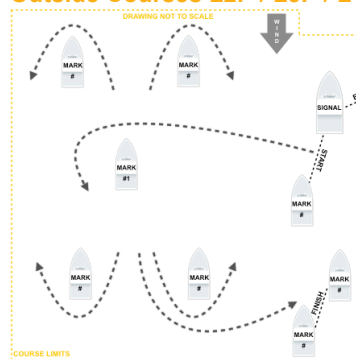 DRAWING NOT TO SCALE
WIND
MARK
#
MARK
#
SIGNAL
START
MARK
#1
MARK
#
MARK
#
MARK
#
MARK
#
FINISH
MARK
#
COURSE LIMITS